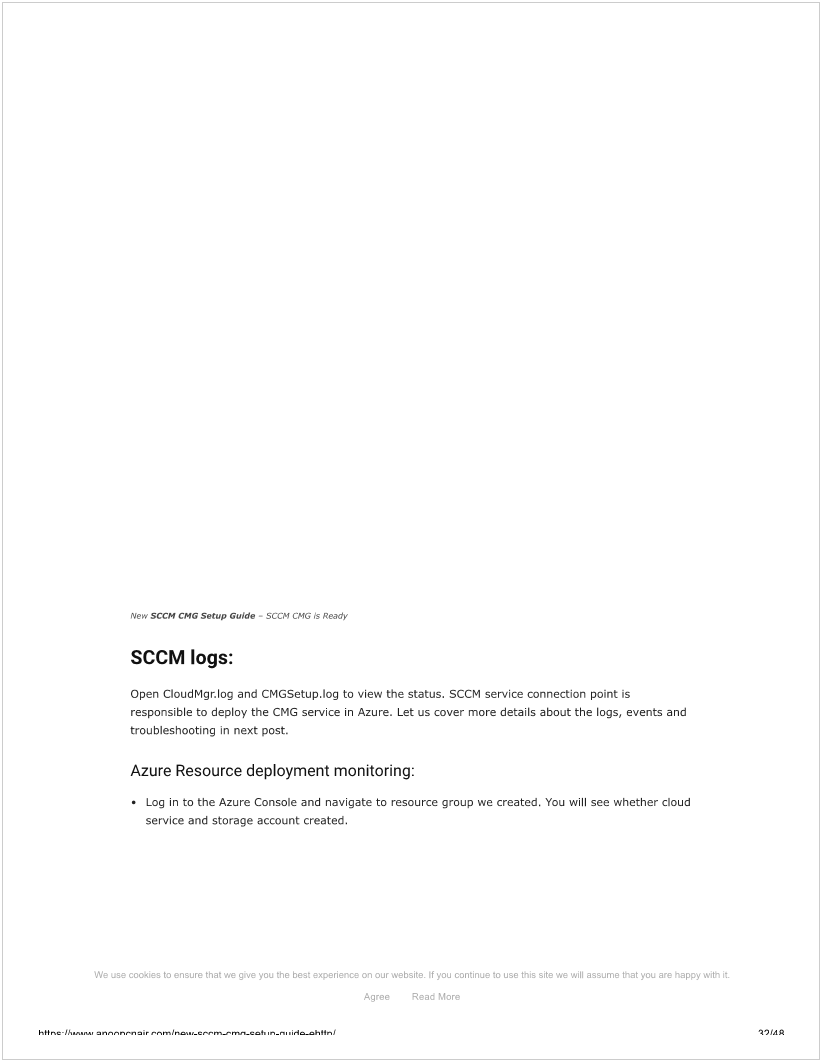 New SCCM CMG Setup Guide – SCCM CMG is Ready
SCCM logs:
Open CloudMgr.log and CMGSetup.log to view the status. SCCM service connection point is
responsible to deploy the CMG service in Azure. Let us cover more details about the logs, events and
troubleshooting in next post.
Azure Resource deployment monitoring:
• Log in to the Azure Console and navigate to resource group we created. You will see whether cloud
service and storage account created.
We use cookies to ensure that we give you the best experience on our website. If you continue to use this site we will assume that you are happy with it.
Agree Read More
https://www.anoopcnair.com/new-sccm-cmg-setup-guide-ehttp/ 32/48